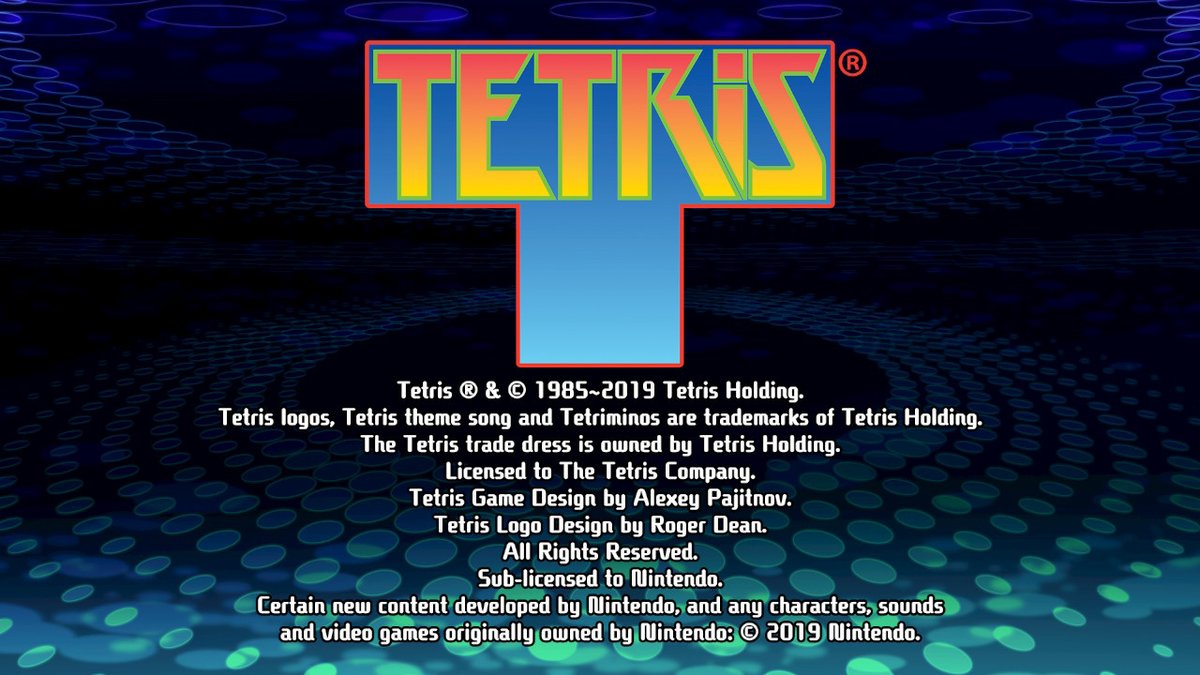 TETRiS®
Tetris ® & © 1985~2019 Tetris Holding.
Tetris logos, Tetris theme song and Tetriminos are trademarks of Tetris Holding.
The Tetris trade dress is owned by Tetris Holding.
Licensed to The Tetris Company.
Tetris Game Design by Alexey Pajitnov.
Tetris Logo Design by Roger Dean.
All Rights Reserved.
Sub-licensed to Nintendo.
Certain new content developed by Nintendo, and any characters, sounds
and video games originally owned by Nintendo: © 2019 Nintendo.